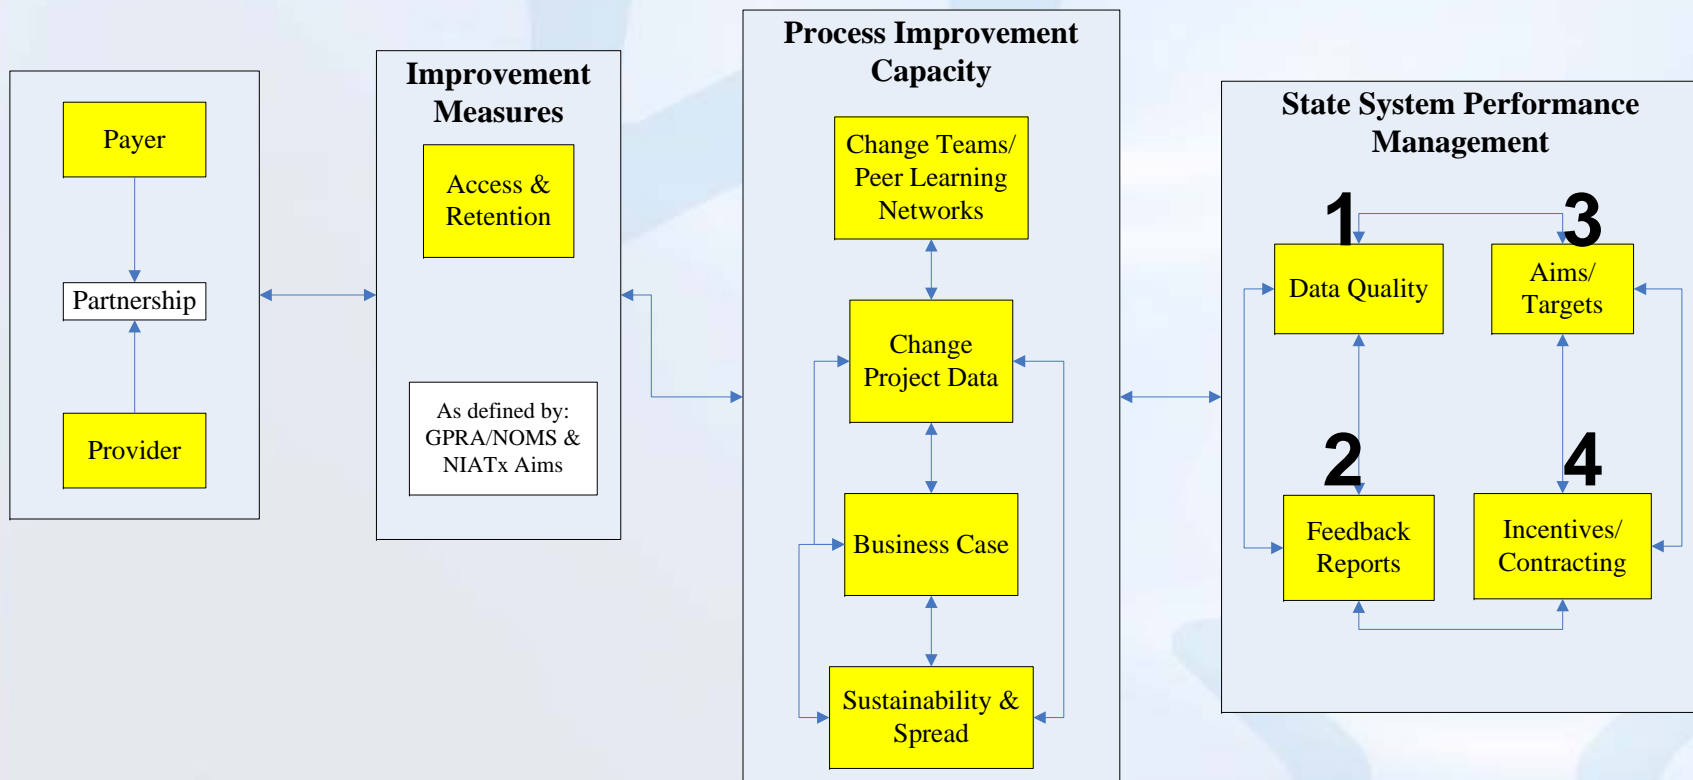 Payer
Partnership
Provider
Improvement
Measures
Access &
Retention
As defined by:
GPRA/NOMS &
NIATx Aims
Process Improvement
Capacity
Change Teams/
Peer Learning
Networks
Change
Project Data
Business Case
Sustainability &
Spread
State System Performance
Management
1
Data Quality
3
Aims/
Targets
2
Feedback
Reports
4
Incentives/
Contracting